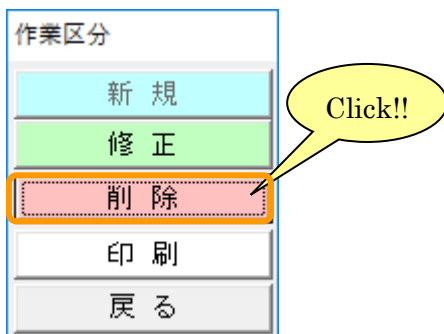 作業区分
新 規
修 正
削 除
印 刷
戻 る
Click!!